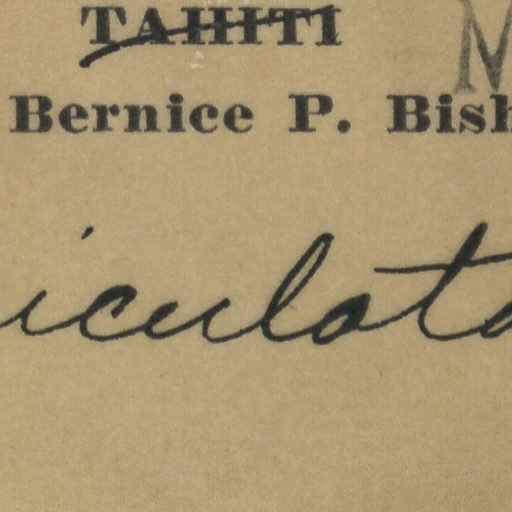 TAHITI M
Bernice P. Bish
iculata